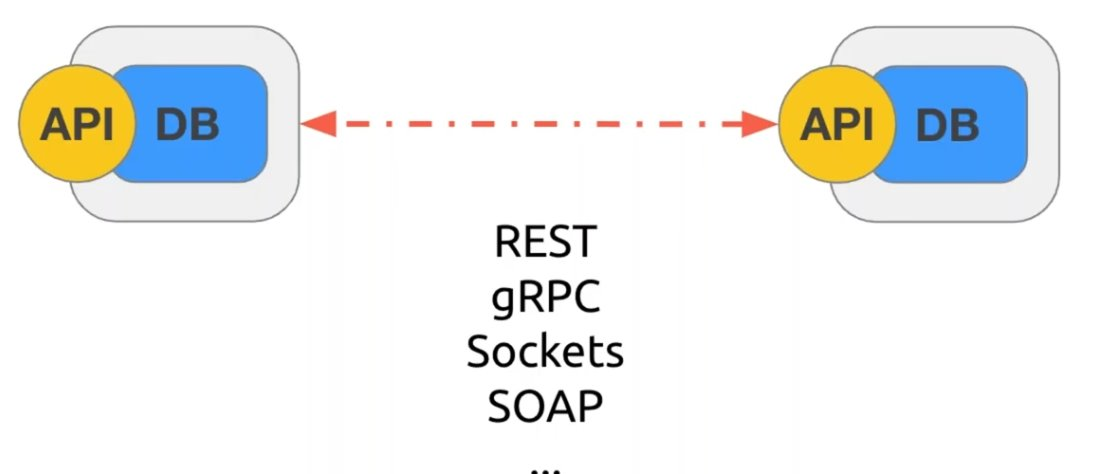 API DB API DB
REST
gRPC
Sockets
SOAP
...